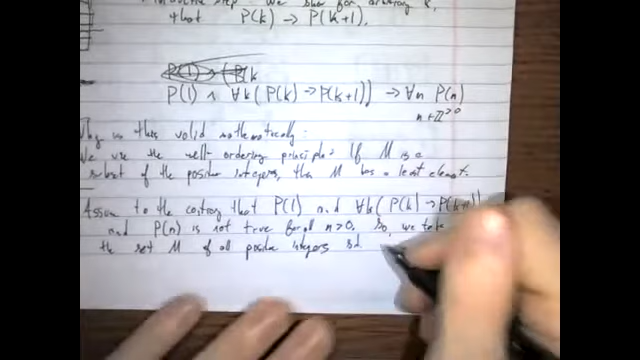 inductive step: we show for arbitrary k,
that P(k) → P(k+1).
P(1) → (P(k
P(1) ∧ ∀k(P(k) → P(k+1)) → ∀n P(n)
n ∈ ℤ^{>0}
Why is this valid mathematically:
We use the well-ordering principle: If M is a
subset of the positive integers, then M has a least element.
Assume to the contrary that P(1) and ∀k(P(k) → P(k+1))
and P(n) is not true for all n>0. So, we take
the set M of all positive integers